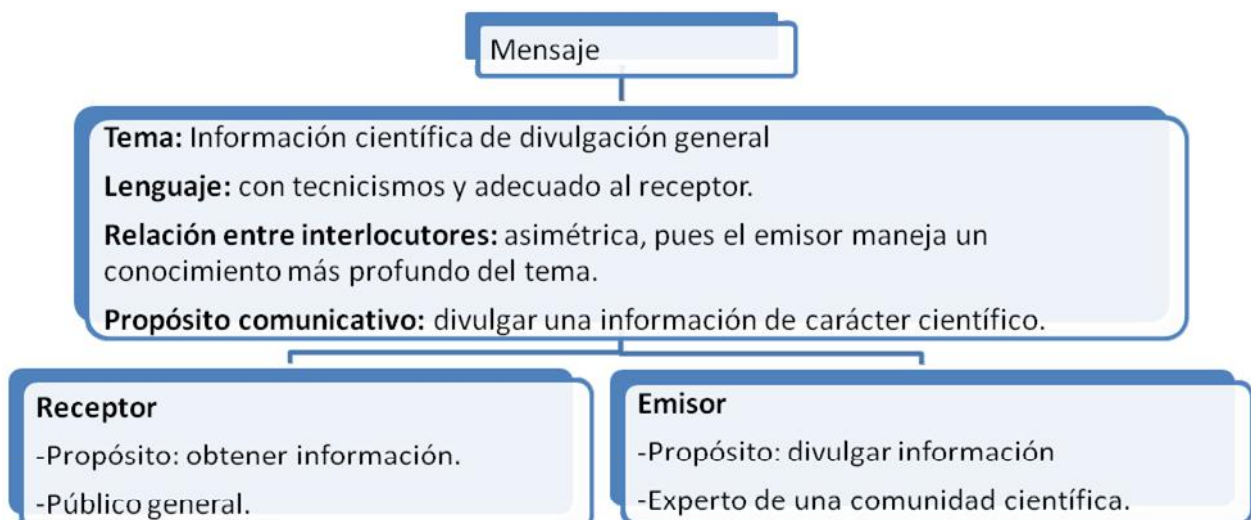 Mensaje
Tema: Información científica de divulgación general
Lenguaje: con tecnicismos y adecuado al receptor.
Relación entre interlocutores: asimétrica, pues el emisor maneja un
conocimiento más profundo del tema.
Propósito comunicativo: divulgar una información de carácter científico.
Receptor
-Propósito: obtener información.
-Público general.
Emisor
-Propósito: divulgar información
-Experto de una comunidad científica.